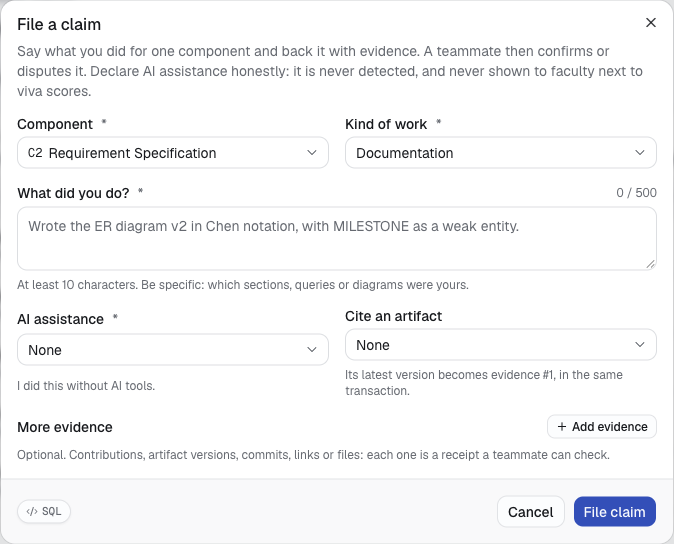 File a claim
Say what you did for one component and back it with evidence. A teammate then confirms or
disputes it. Declare AI assistance honestly: it is never detected, and never shown to faculty next to
viva scores.
Component *
Kind of work *
C2 Requirement Specification
Documentation
What did you do? *
0 / 500
Wrote the ER diagram v2 in Chen notation, with MILESTONE as a weak entity.
At least 10 characters. Be specific: which sections, queries or diagrams were yours.
AI assistance *
Cite an artifact
None
None
I did this without AI tools.
Its latest version becomes evidence #1, in the same
transaction.
More evidence
+ Add evidence
Optional. Contributions, artifact versions, commits, links or files: each one is a receipt a teammate can check.
</> SQL
Cancel
File claim